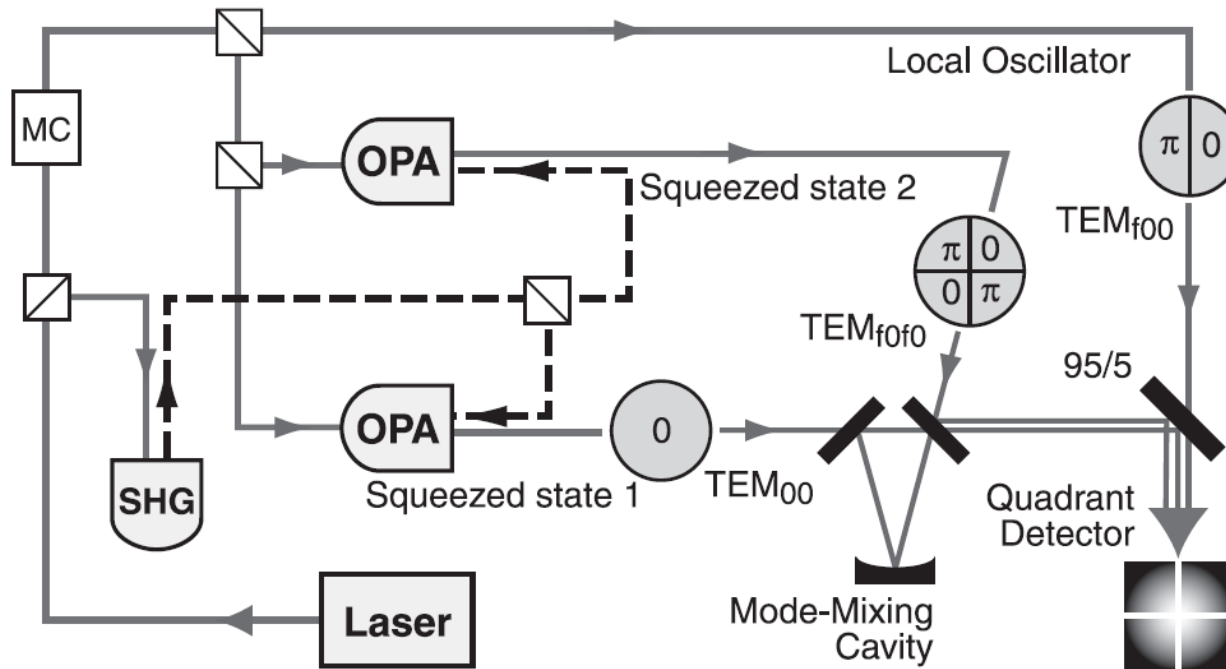 Local Oscillator
MC
π 0
OPA
Squeezed state 2
TEMf00
π 0
0 π
TEMf0f0
95/5
OPA
0
Squeezed state 1
TEM00
SHG
Quadrant
Detector
Laser
Mode-Mixing
Cavity